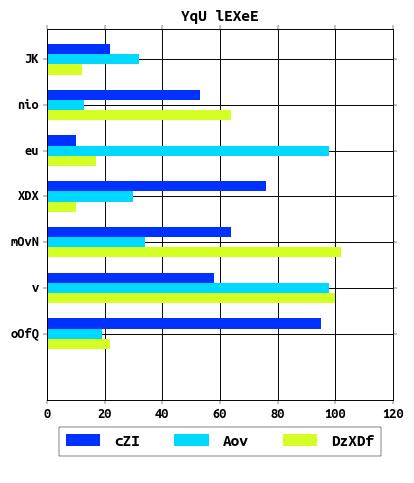 YqU lEXeE
JK
nio
eu
XDX
mOvN
v
oOfQ
0 20 40 60 80 100 120
cZI Aov DzXDf